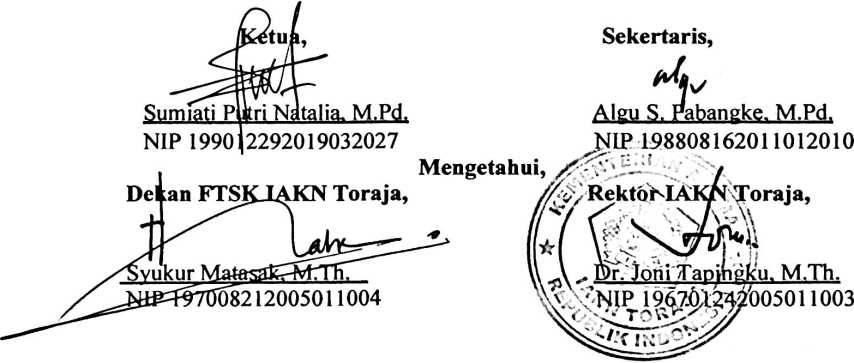 Ketua,
Sekertaris,
Sumiati Putri Natalia, M.Pd.
NIP 199012292019032027
Algu S. Pabangke, M.Pd.
NIP 198808162011012010
Mengetahui,
Dekan FTSK IAKN Toraja,
Rektor IAKN Toraja,
Syukur Matasak, M.Th.
NIP 197008212005011004
Dr. Joni Tapingku, M.Th.
NIP 196701242005011003
KEMENTERIAN
IAKN TORAJA
REPUBLIK INDONESIA